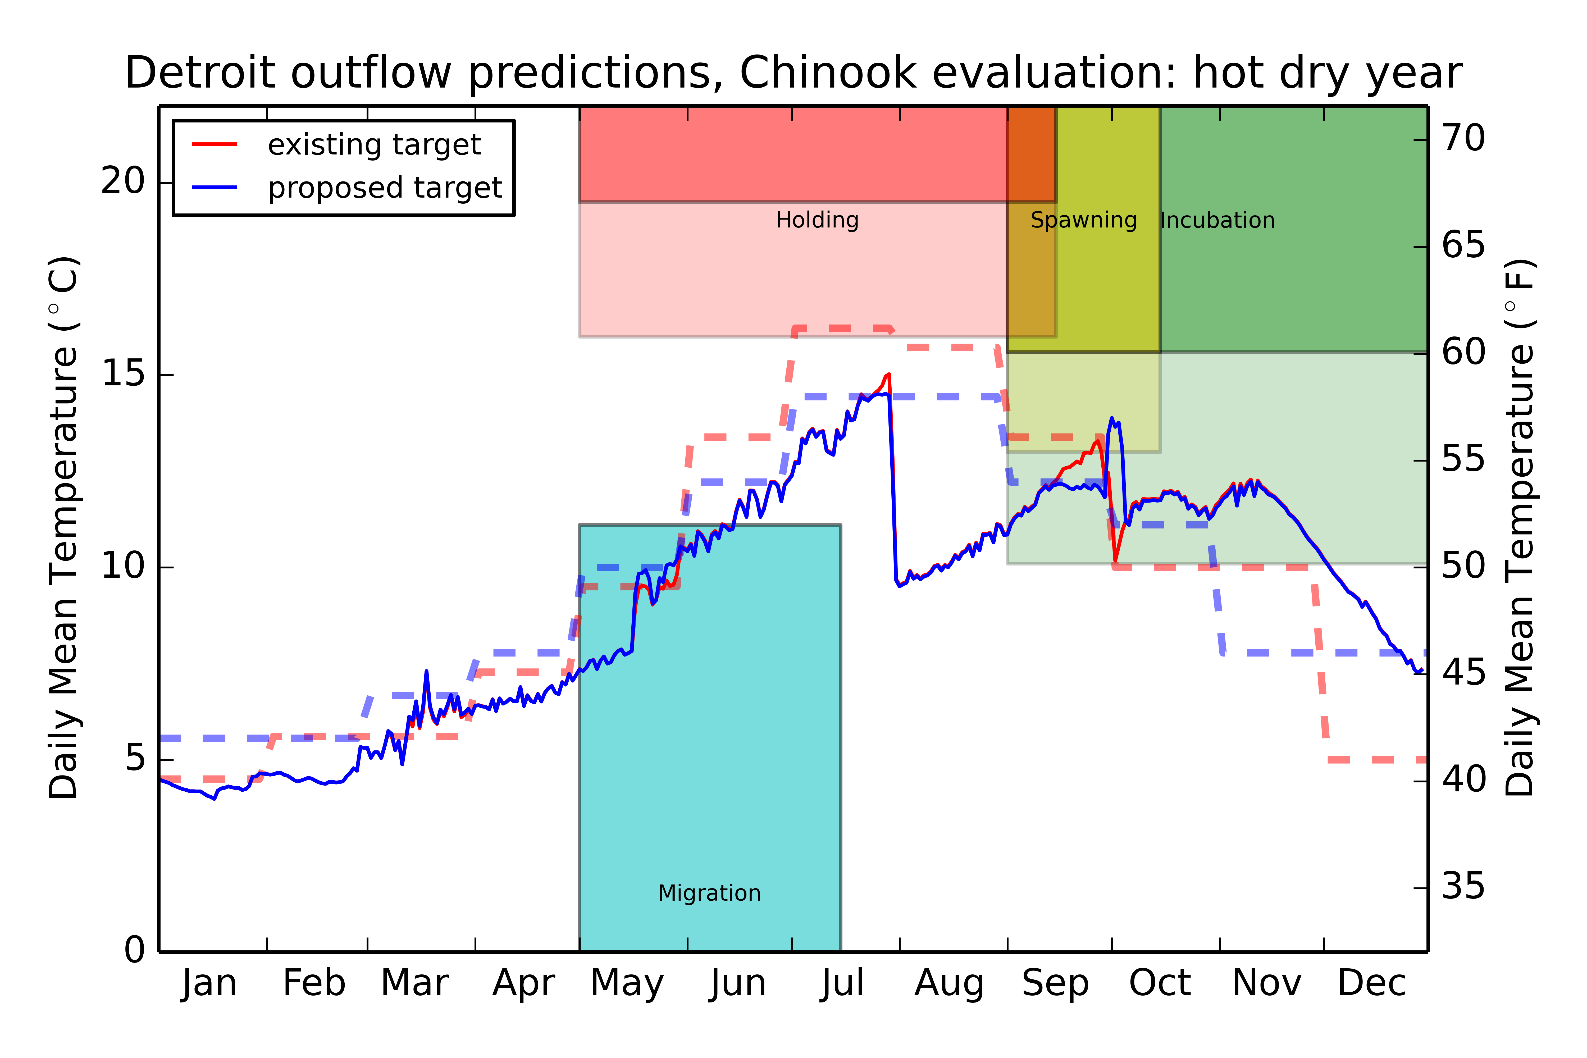 Detroit outflow predictions, Chinook evaluation: hot dry year
existing target
proposed target
Holding
Spawning
Incubation
Migration
Daily Mean Temperature (°C)
20
15
10
5
0
Daily Mean Temperature (°F)
70
65
60
55
50
45
40
35
Jan Feb Mar Apr May Jun Jul Aug Sep Oct Nov Dec